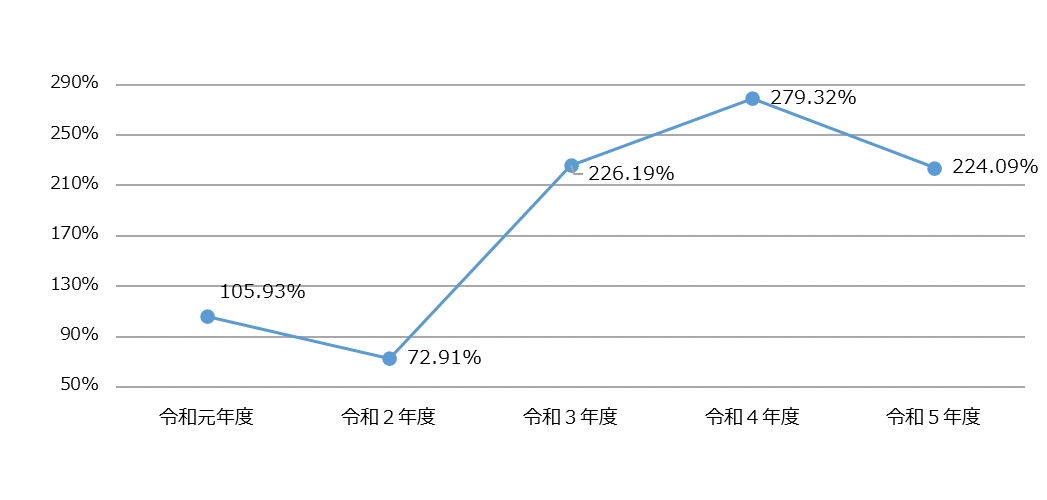 290%
250%
210%
170%
130%
90%
50%
105.93%
72.91%
226.19%
279.32%
224.09%
令和元年度
令和２年度
令和３年度
令和４年度
令和５年度